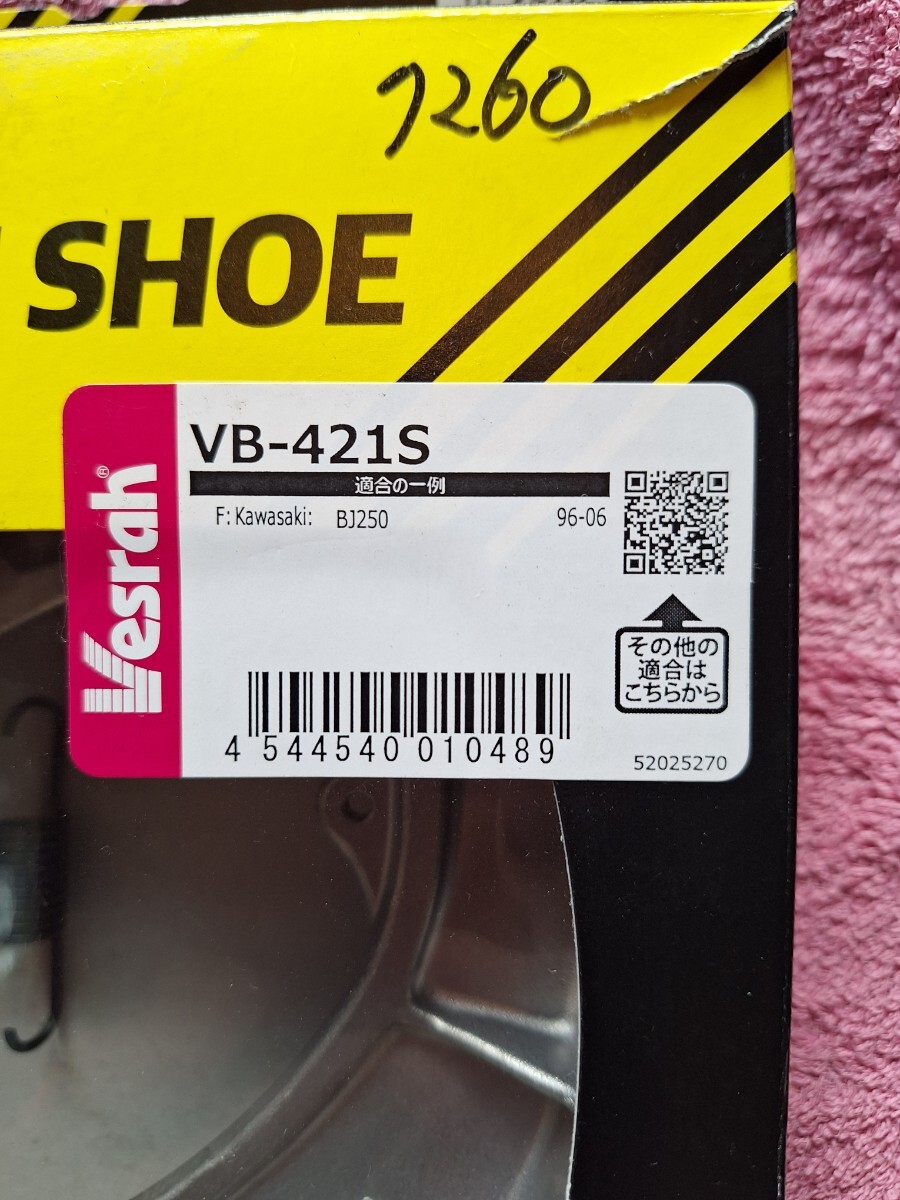 7260
SHOE
Vesrah®
VB-421S
適合の一例
F: Kawasaki: BJ250 96-06
その他の
適合は
こちらから
4 544540 010489
52025270